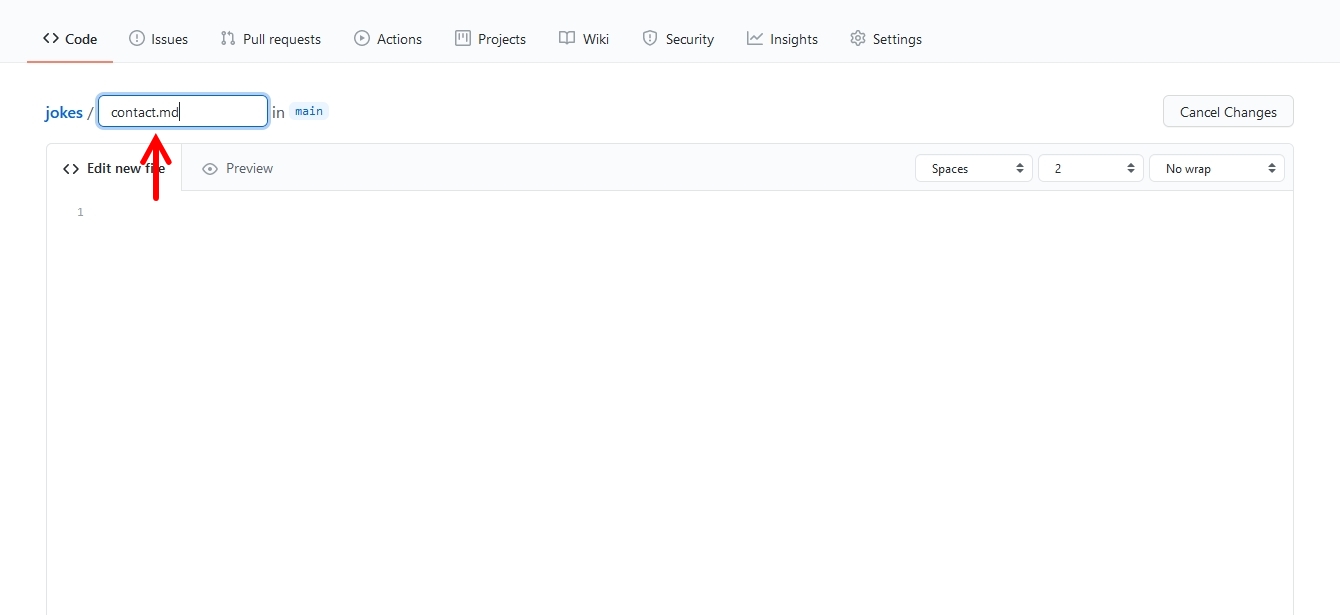 Code Issues Pull requests Actions Projects Wiki Security Insights Settings
jokes / contact.md in main Cancel Changes
Edit new file Preview Spaces 2 No wrap
1